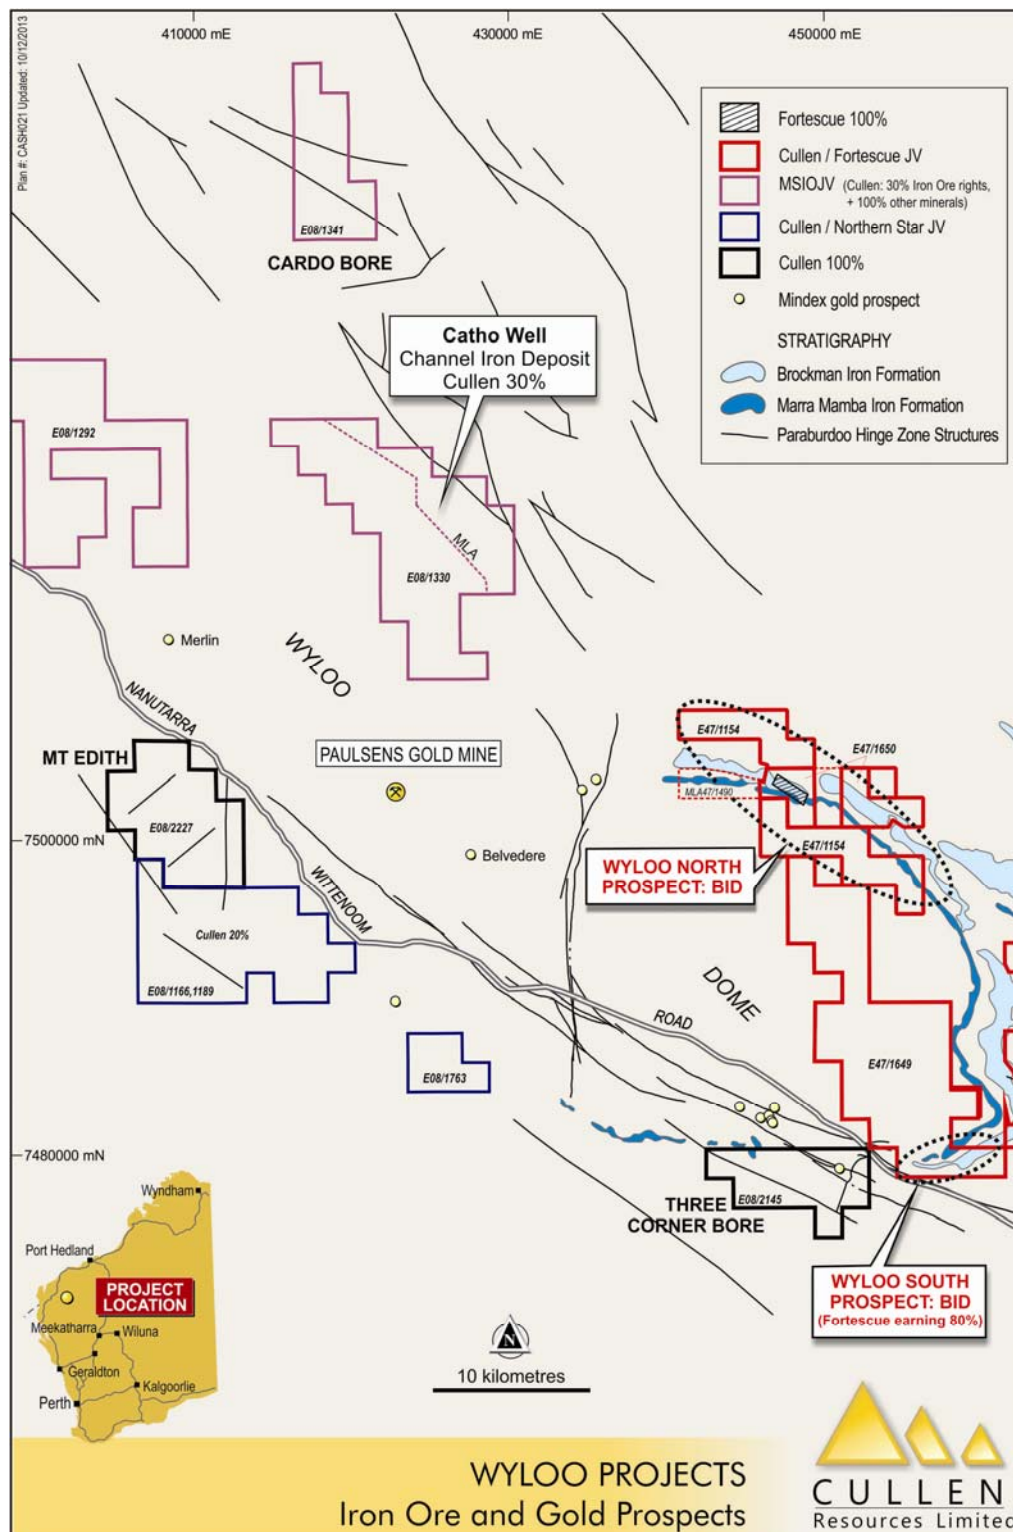 410000 mE
430000 mE
450000 mE
Plan #: CASH021 Updated: 10/12/2013
Fortescue 100%
Cullen / Fortescue JV
MSIOJV (Cullen: 30% Iron Ore rights,
+ 100% other minerals)
Cullen / Northern Star JV
Cullen 100%
Mindex gold prospect
STRATIGRAPHY
Brockman Iron Formation
Marra Mamba Iron Formation
Paraburdoo Hinge Zone Structures
E08/1341
CARDO BORE
Catho Well
Channel Iron Deposit
Cullen 30%
E08/1292
MLA
E08/1330
Merlin
WYLOO
NANUTARRA
MT EDITH
PAULSENS GOLD MINE
E47/1154
E47/1650
MLA47/1490
E08/2227
7500000 mN
Belvedere
E47/1154
WYLOO NORTH
PROSPECT: BID
WITTENOOM
Cullen 20%
E08/1166,1189
DOME
ROAD
E08/1763
E47/1649
7480000 mN
THREE
CORNER BORE
E08/2145
WYLOO SOUTH
PROSPECT: BID
(Fortescue earning 80%)
Wyndham
Port Hedland
PROJECT
LOCATION
Meekatharra
Wiluna
Geraldton
Kalgoorlie
Perth
N
10 kilometres
WYLOO PROJECTS
Iron Ore and Gold Prospects
CULLEN
Resources Limited